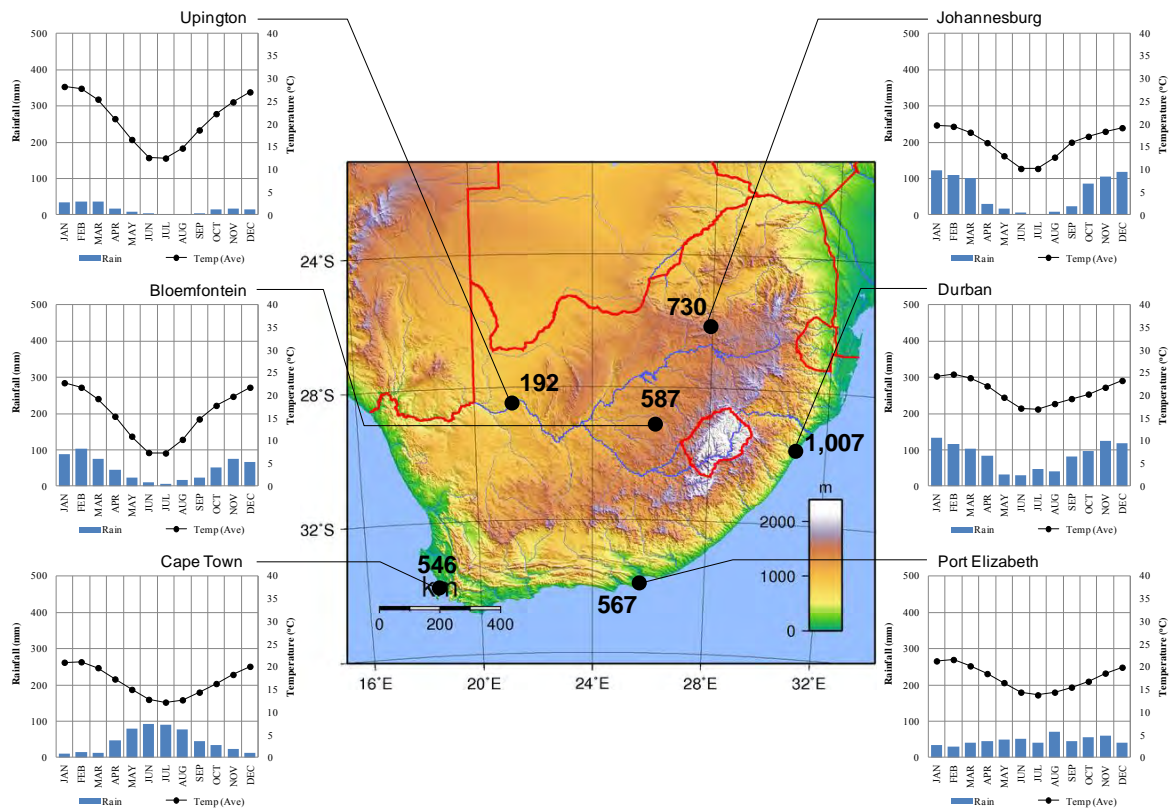 Upington
500
400
300
200
100
0
40
35
30
25
20
15
10
5
0
Rainfall (mm)
Temperature (ºC)
JAN FEB MAR APR MAY JUN JUL AUG SEP OCT NOV DEC
Rain Temp (Ave)
Johannesburg
500
400
300
200
100
0
40
35
30
25
20
15
10
5
0
Rainfall (mm)
Temperature (ºC)
JAN FEB MAR APR MAY JUN JUL AUG SEP OCT NOV DEC
Rain Temp (Ave)
Bloemfontein
500
400
300
200
100
0
40
35
30
25
20
15
10
5
0
Rainfall (mm)
Temperature (ºC)
JAN FEB MAR APR MAY JUN JUL AUG SEP OCT NOV DEC
Rain Temp (Ave)
24°S
28°S
32°S
730
192
587
1,007
546
km
567
0 200 400
m
2000
1000
0
16°E 20°E 24°E 28°E 32°E
Durban
500
400
300
200
100
0
40
35
30
25
20
15
10
5
0
Rainfall (mm)
Temperature (ºC)
JAN FEB MAR APR MAY JUN JUL AUG SEP OCT NOV DEC
Rain Temp (Ave)
Cape Town
500
400
300
200
100
0
40
35
30
25
20
15
10
5
0
Rainfall (mm)
Temperature (ºC)
JAN FEB MAR APR MAY JUN JUL AUG SEP OCT NOV DEC
Rain Temp (Ave)
Port Elizabeth
500
400
300
200
100
0
40
35
30
25
20
15
10
5
0
Rainfall (mm)
Temperature (ºC)
JAN FEB MAR APR MAY JUN JUL AUG SEP OCT NOV DEC
Rain Temp (Ave)